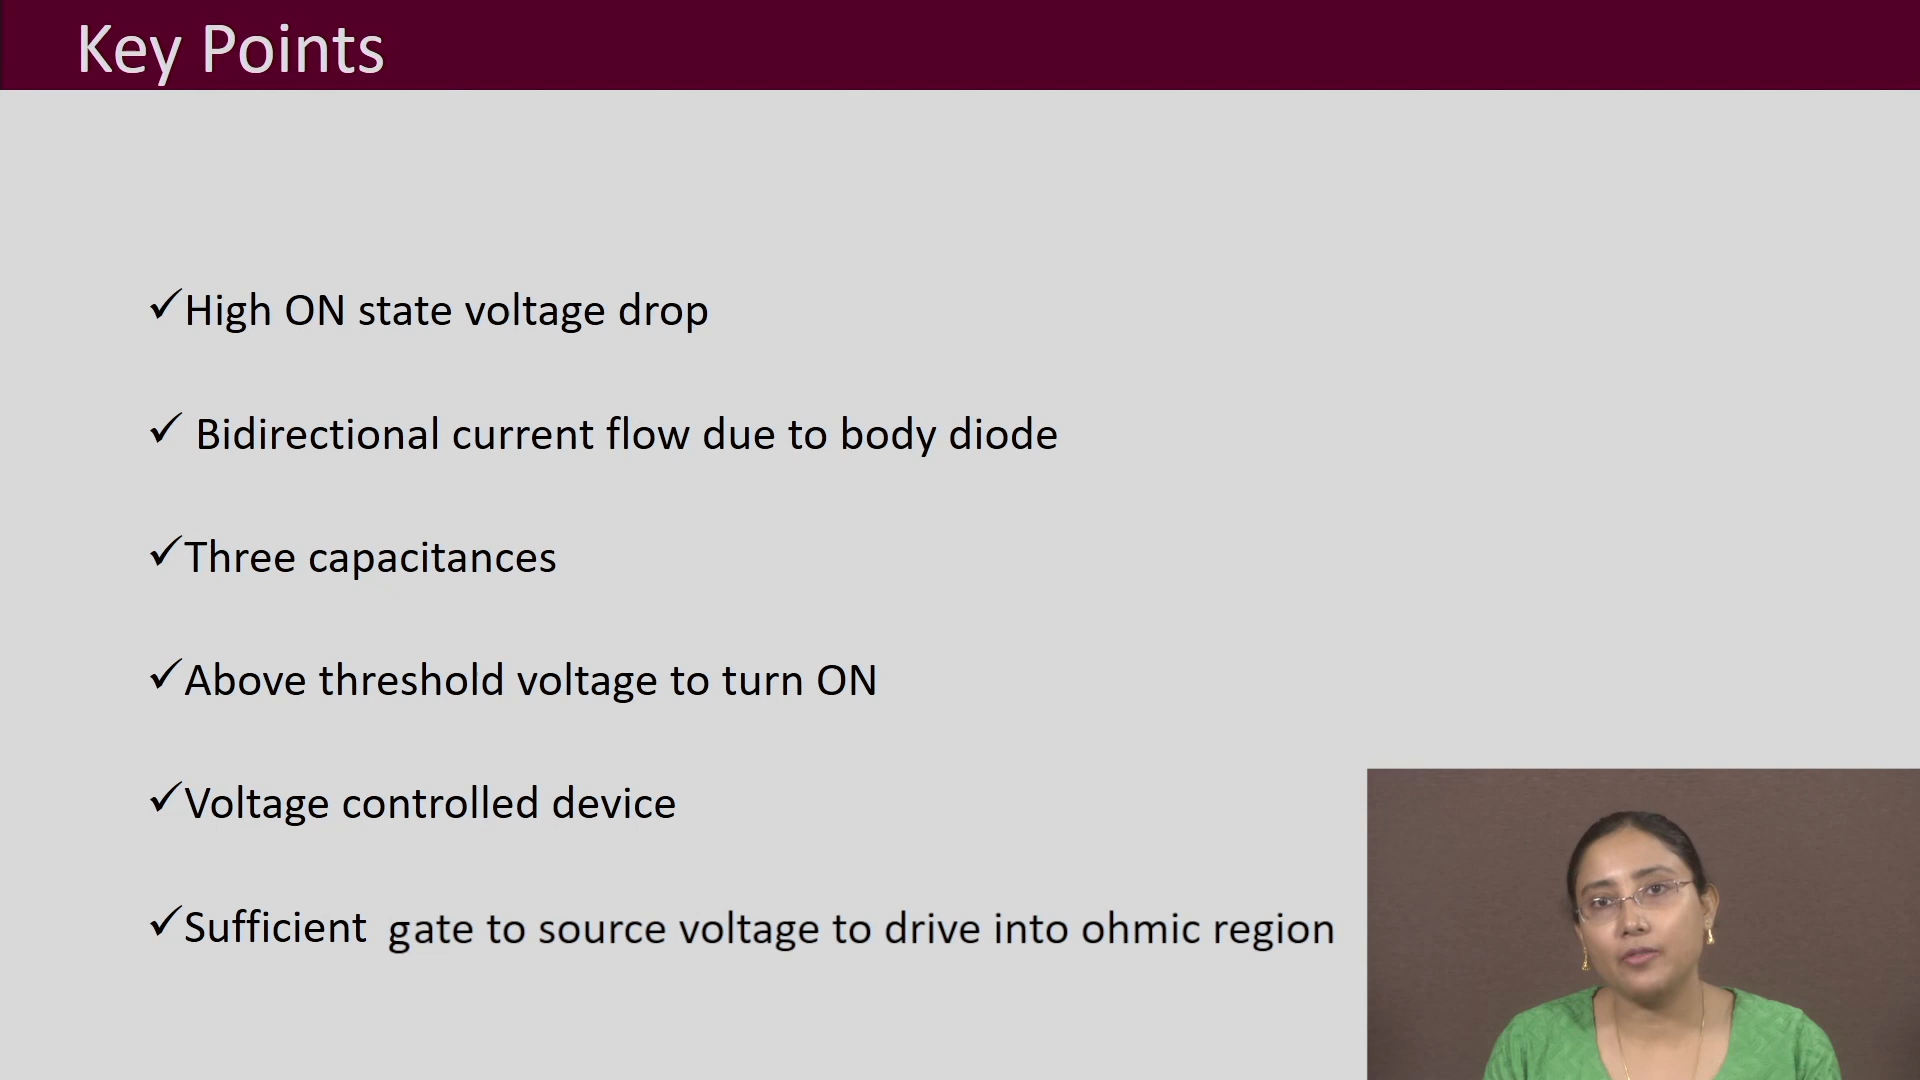 Key Points
✓High ON state voltage drop
✓ Bidirectional current flow due to body diode
✓Three capacitances
✓Above threshold voltage to turn ON
✓Voltage controlled device
✓Sufficient gate to source voltage to drive into ohmic region